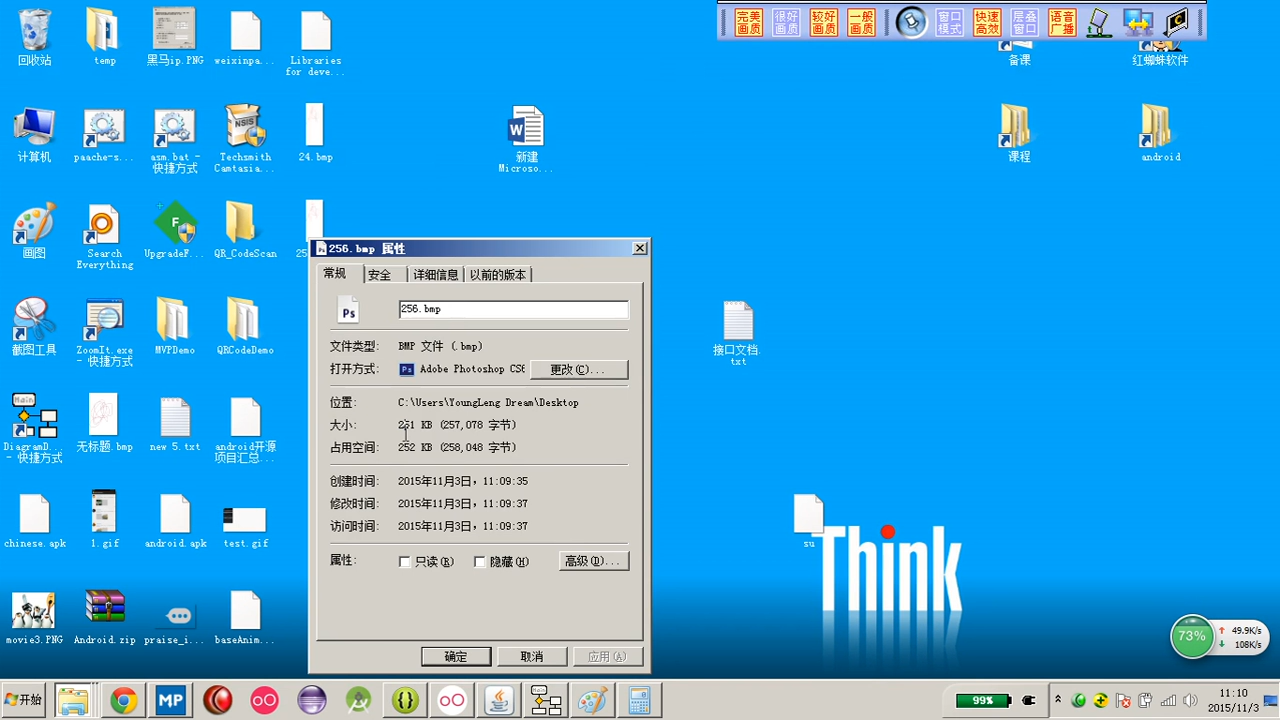 完美画质
很好画质
较好画质
一般画质
窗口模式
快速高效
层叠窗口
语音广播
回收站
temp
黑马ip.PNG
weixinpa...
Libraries
for deve...
备课
红蜘蛛软件
计算机
paache-s...
asm.bat -
快捷方式
Techsmith
Camtasia...
24.bmp
新建
Microso...
课程
android
画图
Search
Everything
UpgradeF...
QR_CodeScan
256.bmp 属性
常规
安全
详细信息
以前的版本
256.bmp
文件类型:
BMP 文件 (.bmp)
打开方式:
Adobe Photoshop CS6
更改(C)...
位置:
C:\Users\YoungLeng Dream\Desktop
大小:
251 KB (257,078 字节)
占用空间:
252 KB (258,048 字节)
创建时间:
2015年11月3日，11:09:35
修改时间:
2015年11月3日，11:09:37
访问时间:
2015年11月3日，11:09:37
属性:
只读(R)
隐藏(H)
高级(D)...
确定
取消
应用(A)
截图工具
ZoomIt.exe
- 快捷方式
MVPDemo
QRCodeDemo
接口文档.
txt
DiagramD...
- 快捷方式
无标题.bmp
new 5.txt
android开源
项目汇总...
chinese.apk
1.gif
android.apk
test.gif
su
Think
movie3.PNG
Android.zip
praise_i...
baseAnim...
73%
49.9K/s
108K/s
开始
99%
11:10
2015/11/3